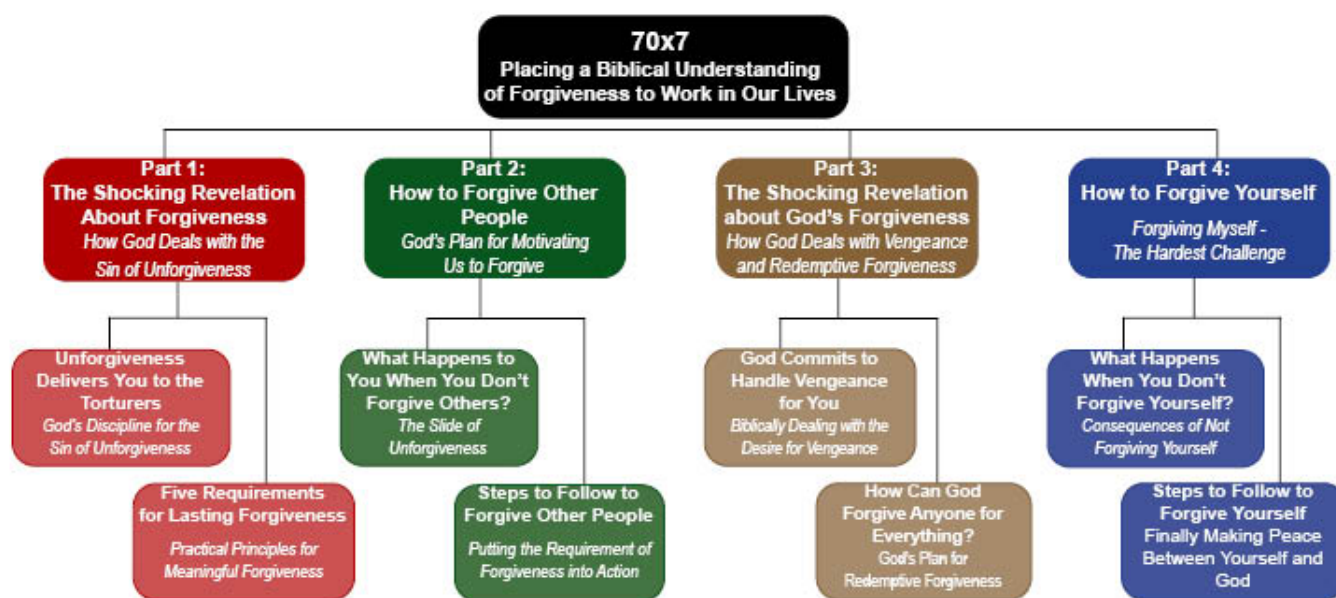 70x7
Placing a Biblical Understanding
of Forgiveness to Work in Our Lives
Part 1:
The Shocking Revelation
About Forgiveness
How God Deals with the
Sin of Unforgiveness
Unforgiveness
Delivers You to the
Torturers
God's Discipline for the
Sin of Unforgiveness
Five Requirements
for Lasting Forgiveness
Practical Principles for
Meaningful Forgiveness
Part 2:
How to Forgive Other
People
God's Plan for Motivating
Us to Forgive
What Happens to
You When You Don't
Forgive Others?
The Slide of
Unforgiveness
Steps to Follow to
Forgive Other People
Putting the Requirement of
Forgiveness into Action
Part 3:
The Shocking Revelation
about God's Forgiveness
How God Deals with Vengeance
and Redemptive Forgiveness
God Commits to
Handle Vengeance
for You
Biblically Dealing with the
Desire for Vengeance
How Can God
Forgive Anyone for
Everything?
God's Plan for
Redemptive Forgiveness
Part 4:
How to Forgive Yourself
Forgiving Myself -
The Hardest Challenge
What Happens
When You Don't
Forgive Yourself?
Consequences of Not
Forgiving Yourself
Steps to Follow to
Forgive Yourself
Finally Making Peace
Between Yourself and
God